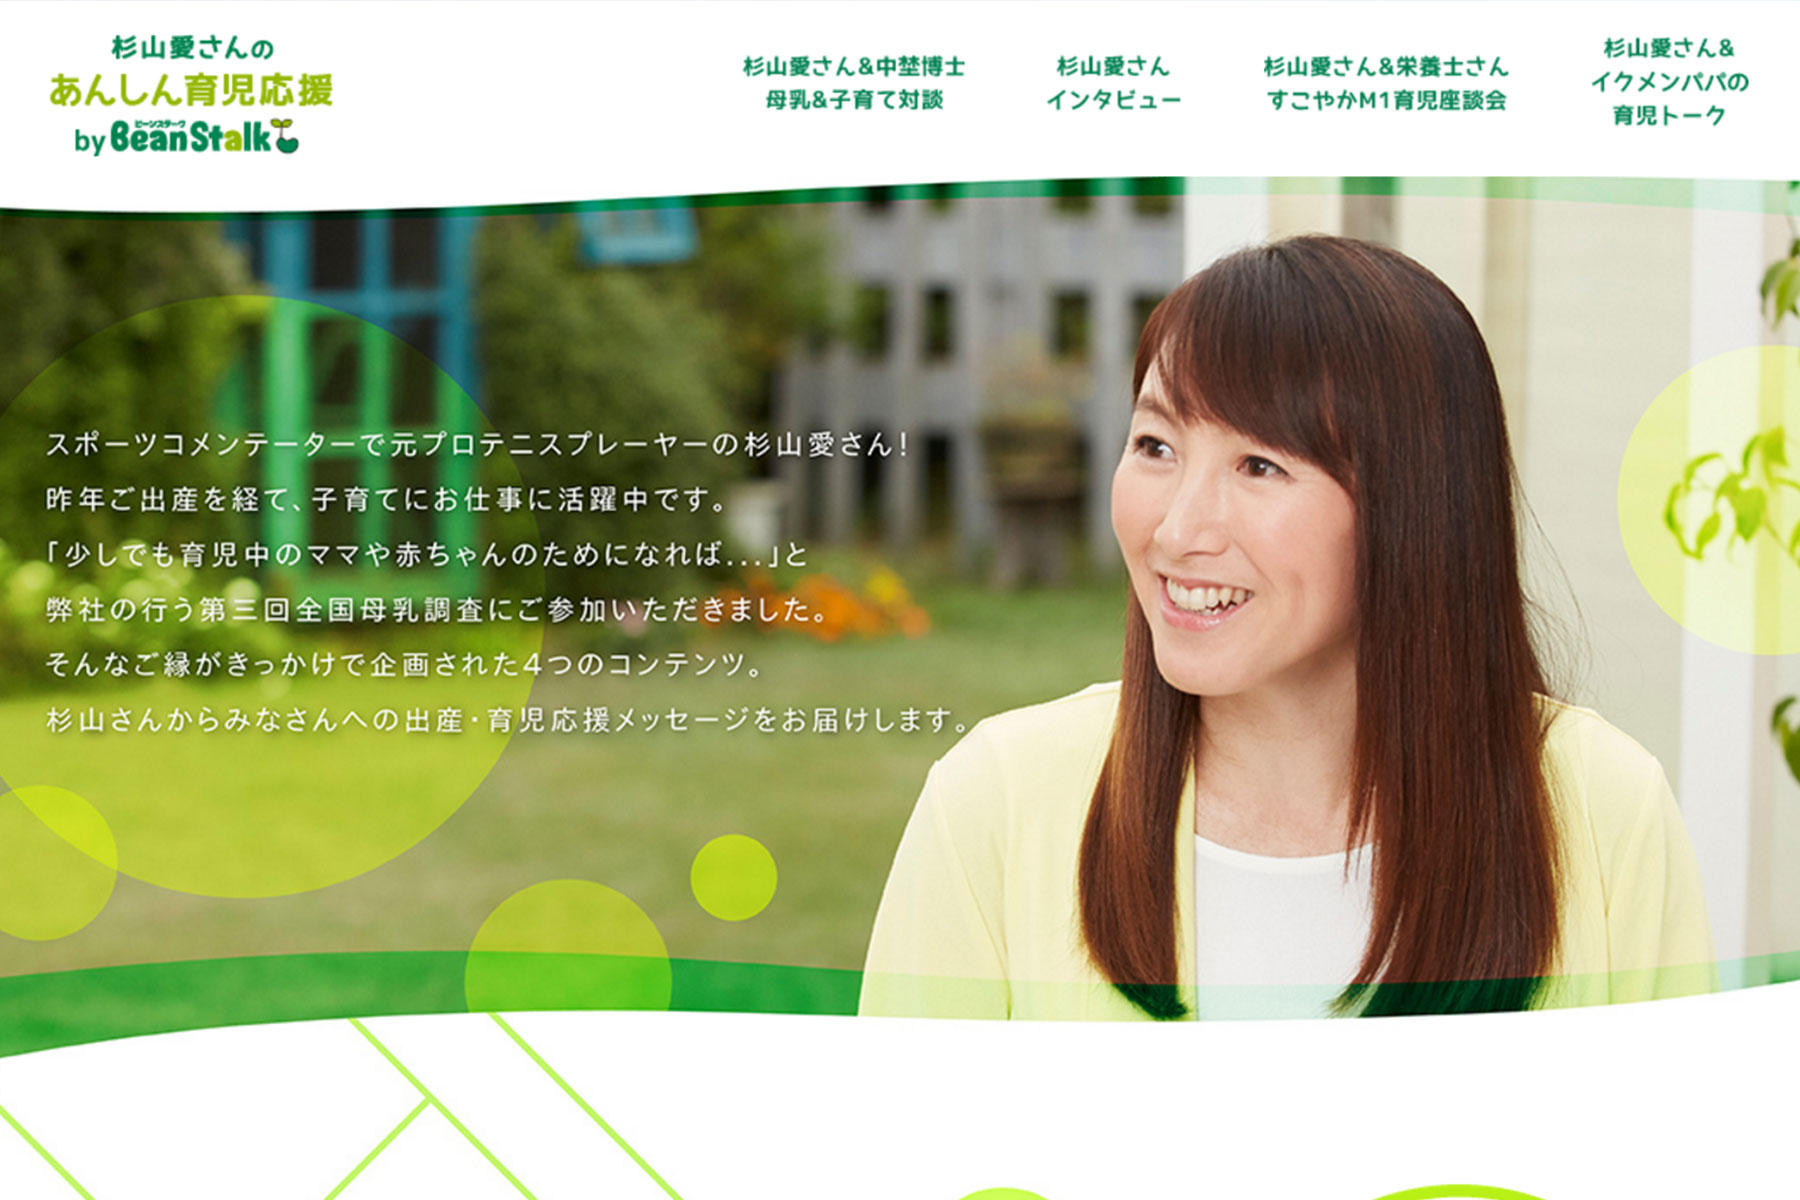 杉山愛さんの
あんしん育児応援
by BeanStalk
ビーンスターク
杉山愛さん&中埜博士
母乳&子育て対談
杉山愛さん
インタビュー
杉山愛さん&栄養士さん
すこやかM1育児座談会
杉山愛さん&
イクメンパパの
育児トーク
スポーツコメンテーターで元プロテニスプレーヤーの杉山愛さん!
昨年ご出産を経て、子育てにお仕事に活躍中です。
「少しでも育児中のママや赤ちゃんのためになれば...」と
弊社の行う第三回全国母乳調査にご参加いただきました。
そんなご縁がきっかけで企画された4つのコンテンツ。
杉山さんからみなさんへの出産・育児応援メッセージをお届けします。